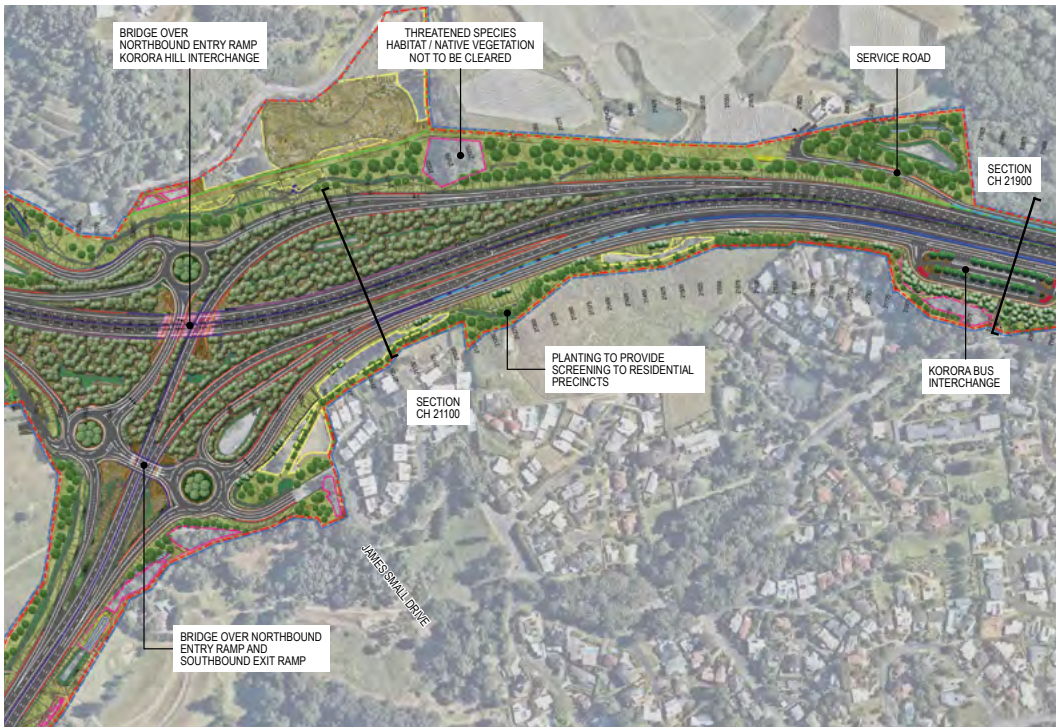 BRIDGE OVER
NORTHBOUND ENTRY RAMP
KORORA HILL INTERCHANGE
THREATENED SPECIES
HABITAT / NATIVE VEGETATION
NOT TO BE CLEARED
SERVICE ROAD
SECTION
CH 21900
PLANTING TO PROVIDE
SCREENING TO RESIDENTIAL
PRECINCTS
KORORA BUS
INTERCHANGE
SECTION
CH 21100
JAMES SMALL DRIVE
BRIDGE OVER NORTHBOUND
ENTRY RAMP AND
SOUTHBOUND EXIT RAMP